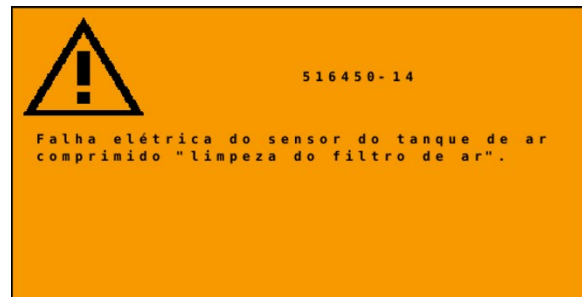 516450-14
Falha elétrica do sensor do tanque de ar
comprimido "limpeza do filtro de ar".